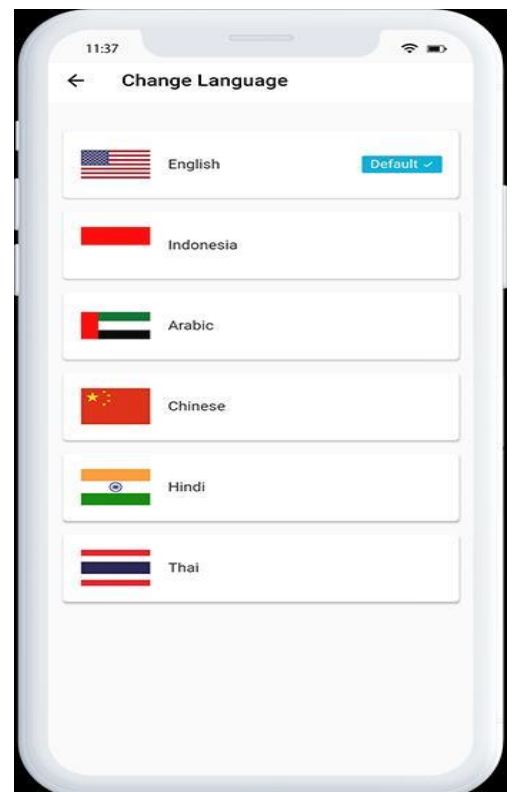 11:37
Change Language
English
Default
Indonesia
Arabic
Chinese
Hindi
Thai